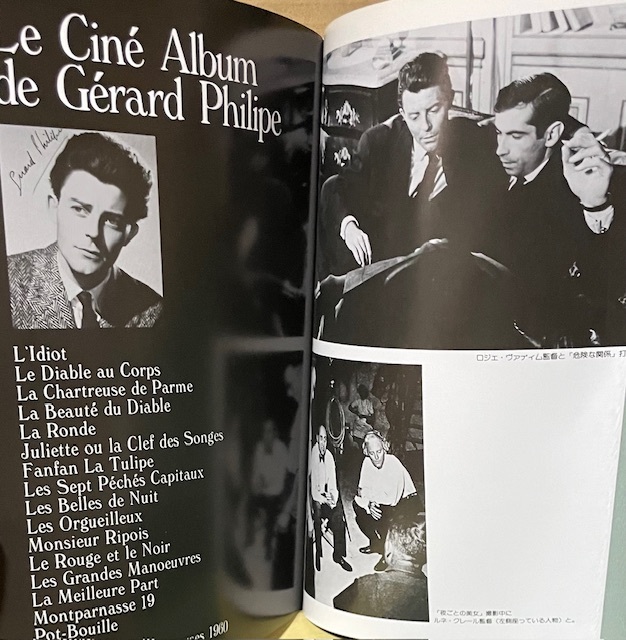 Le Ciné Album
de Gérard Philipe
Gérard Philipe
L'Idiot
Le Diable au Corps
La Chartreuse de Parme
La Beauté du Diable
La Ronde
Juliette ou la Clef des Songes
Fanfan La Tulipe
Les Sept Péchés Capitaux
Les Belles de Nuit
Les Orgueilleux
Monsieur Ripois
Le Rouge et le Noir
Les Grandes Manoeuvres
La Meilleure Part
Montparnasse 19
Pot-Bouille
1960
ロジェ・ヴァディム監督と「危険な関係」打
「夜ごとの美女」撮影中に
ルネ・クレール監督（左側座っている人物）と。